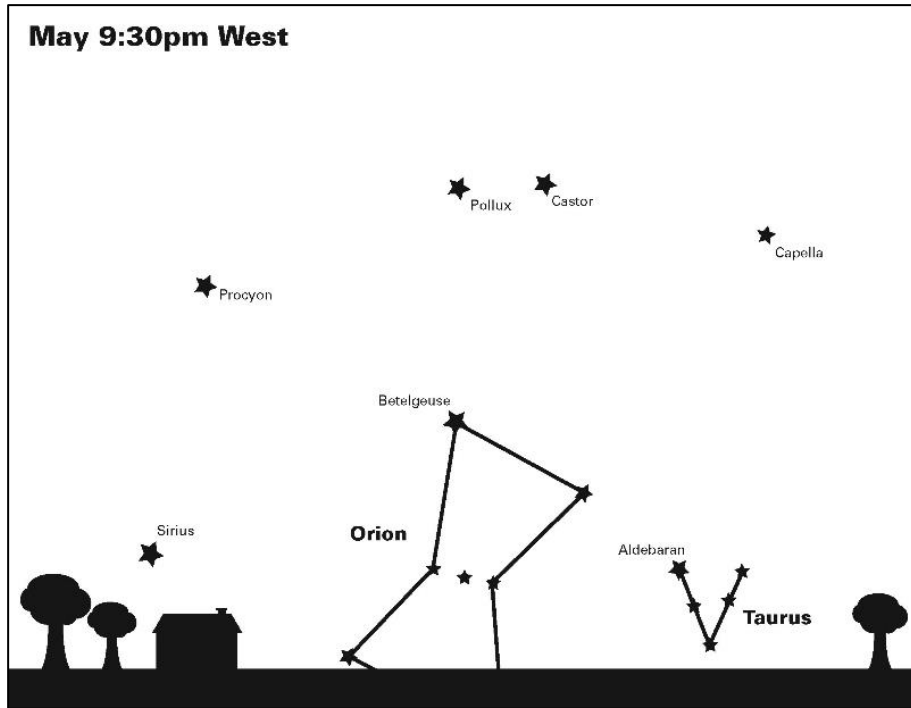 May 9:30pm West
Pollux
Castor
Capella
Procyon
Betelgeuse
Sirius
Orion
Aldebaran
Taurus